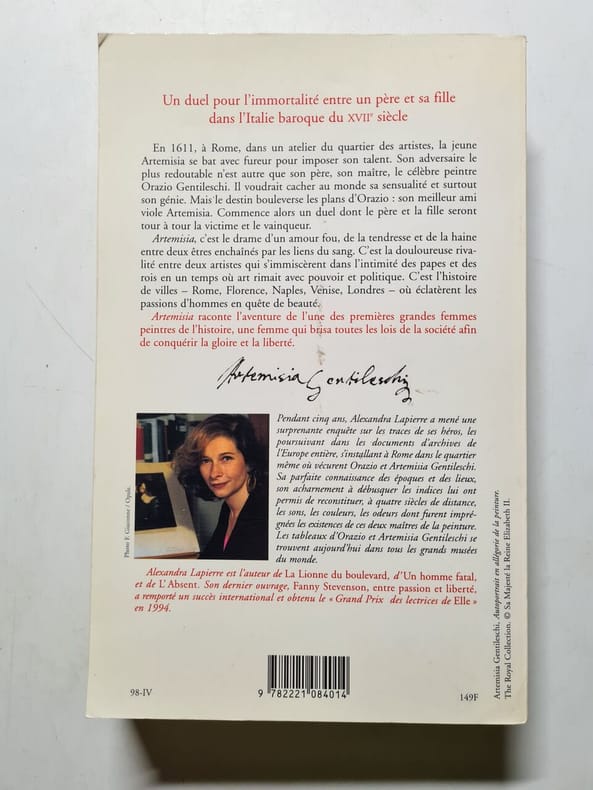 Un duel pour l'immortalité entre un père et sa fille
dans l'Italie baroque du XVIIe siècle
En 1611, à Rome, dans un atelier du quartier des artistes, la jeune
Artemisia se bat avec fureur pour imposer son talent. Son adversaire le
plus redoutable n'est autre que son père, son maître, le célèbre peintre
Orazio Gentileschi. Il voudrait cacher au monde sa sensualité et surtout
son génie. Mais le destin bouleverse les plans d'Orazio : son meilleur ami
viole Artemisia. Commence alors un duel dont le père et la fille seront
tour à tour la victime et le vainqueur.
Artemisia, c'est le drame d'un amour fou, de la tendresse et de la haine
entre deux êtres enchaînés par les liens du sang. C'est la douloureuse riva-
lité entre deux artistes qui s'immiscèrent dans l'intimité des papes et des
rois en un temps où art rimait avec pouvoir et politique. C'est l'histoire
de villes – Rome, Florence, Naples, Venise, Londres – où éclatèrent les
passions d'hommes en quête de beauté.
Artemisia raconte l'aventure de l'une des premières grandes femmes
peintres de l'histoire, une femme qui brisa toutes les lois de la société afin
de conquérir la gloire et la liberté.
Artemisia Gentileschi
Pendant cinq ans, Alexandra Lapierre a mené une
surprenante enquête sur les traces de ses héros, les
poursuivant dans les documents d'archives de
l'Europe entière, s'installant à Rome dans le quartier
même où vécurent Orazio et Artemisia Gentileschi.
Sa parfaite connaissance des époques et des lieux,
son acharnement à débusquer les indices lui ont
permis de reconstituer, à quatre siècles de distance,
les sons, les couleurs, les odeurs dont furent impré-
gnées les existences de ces deux maîtres de la peinture.
Les tableaux d'Orazio et Artemisia Gentileschi se
trouvent aujourd'hui dans tous les grands musées
du monde.
Alexandra Lapierre est l'auteur de La Lionne du boulevard, d'Un homme fatal,
et de L'Absent. Son dernier ouvrage, Fanny Stevenson, entre passion et liberté,
a remporté un succès international et obtenu le « Grand Prix des lectrices de Elle »
en 1994.
98-IV
9 782221 084014
149F
Artemisia Gentileschi, Autoportrait en allégorie de la peinture.
The Royal Collection. © Sa Majesté la Reine Elizabeth II.